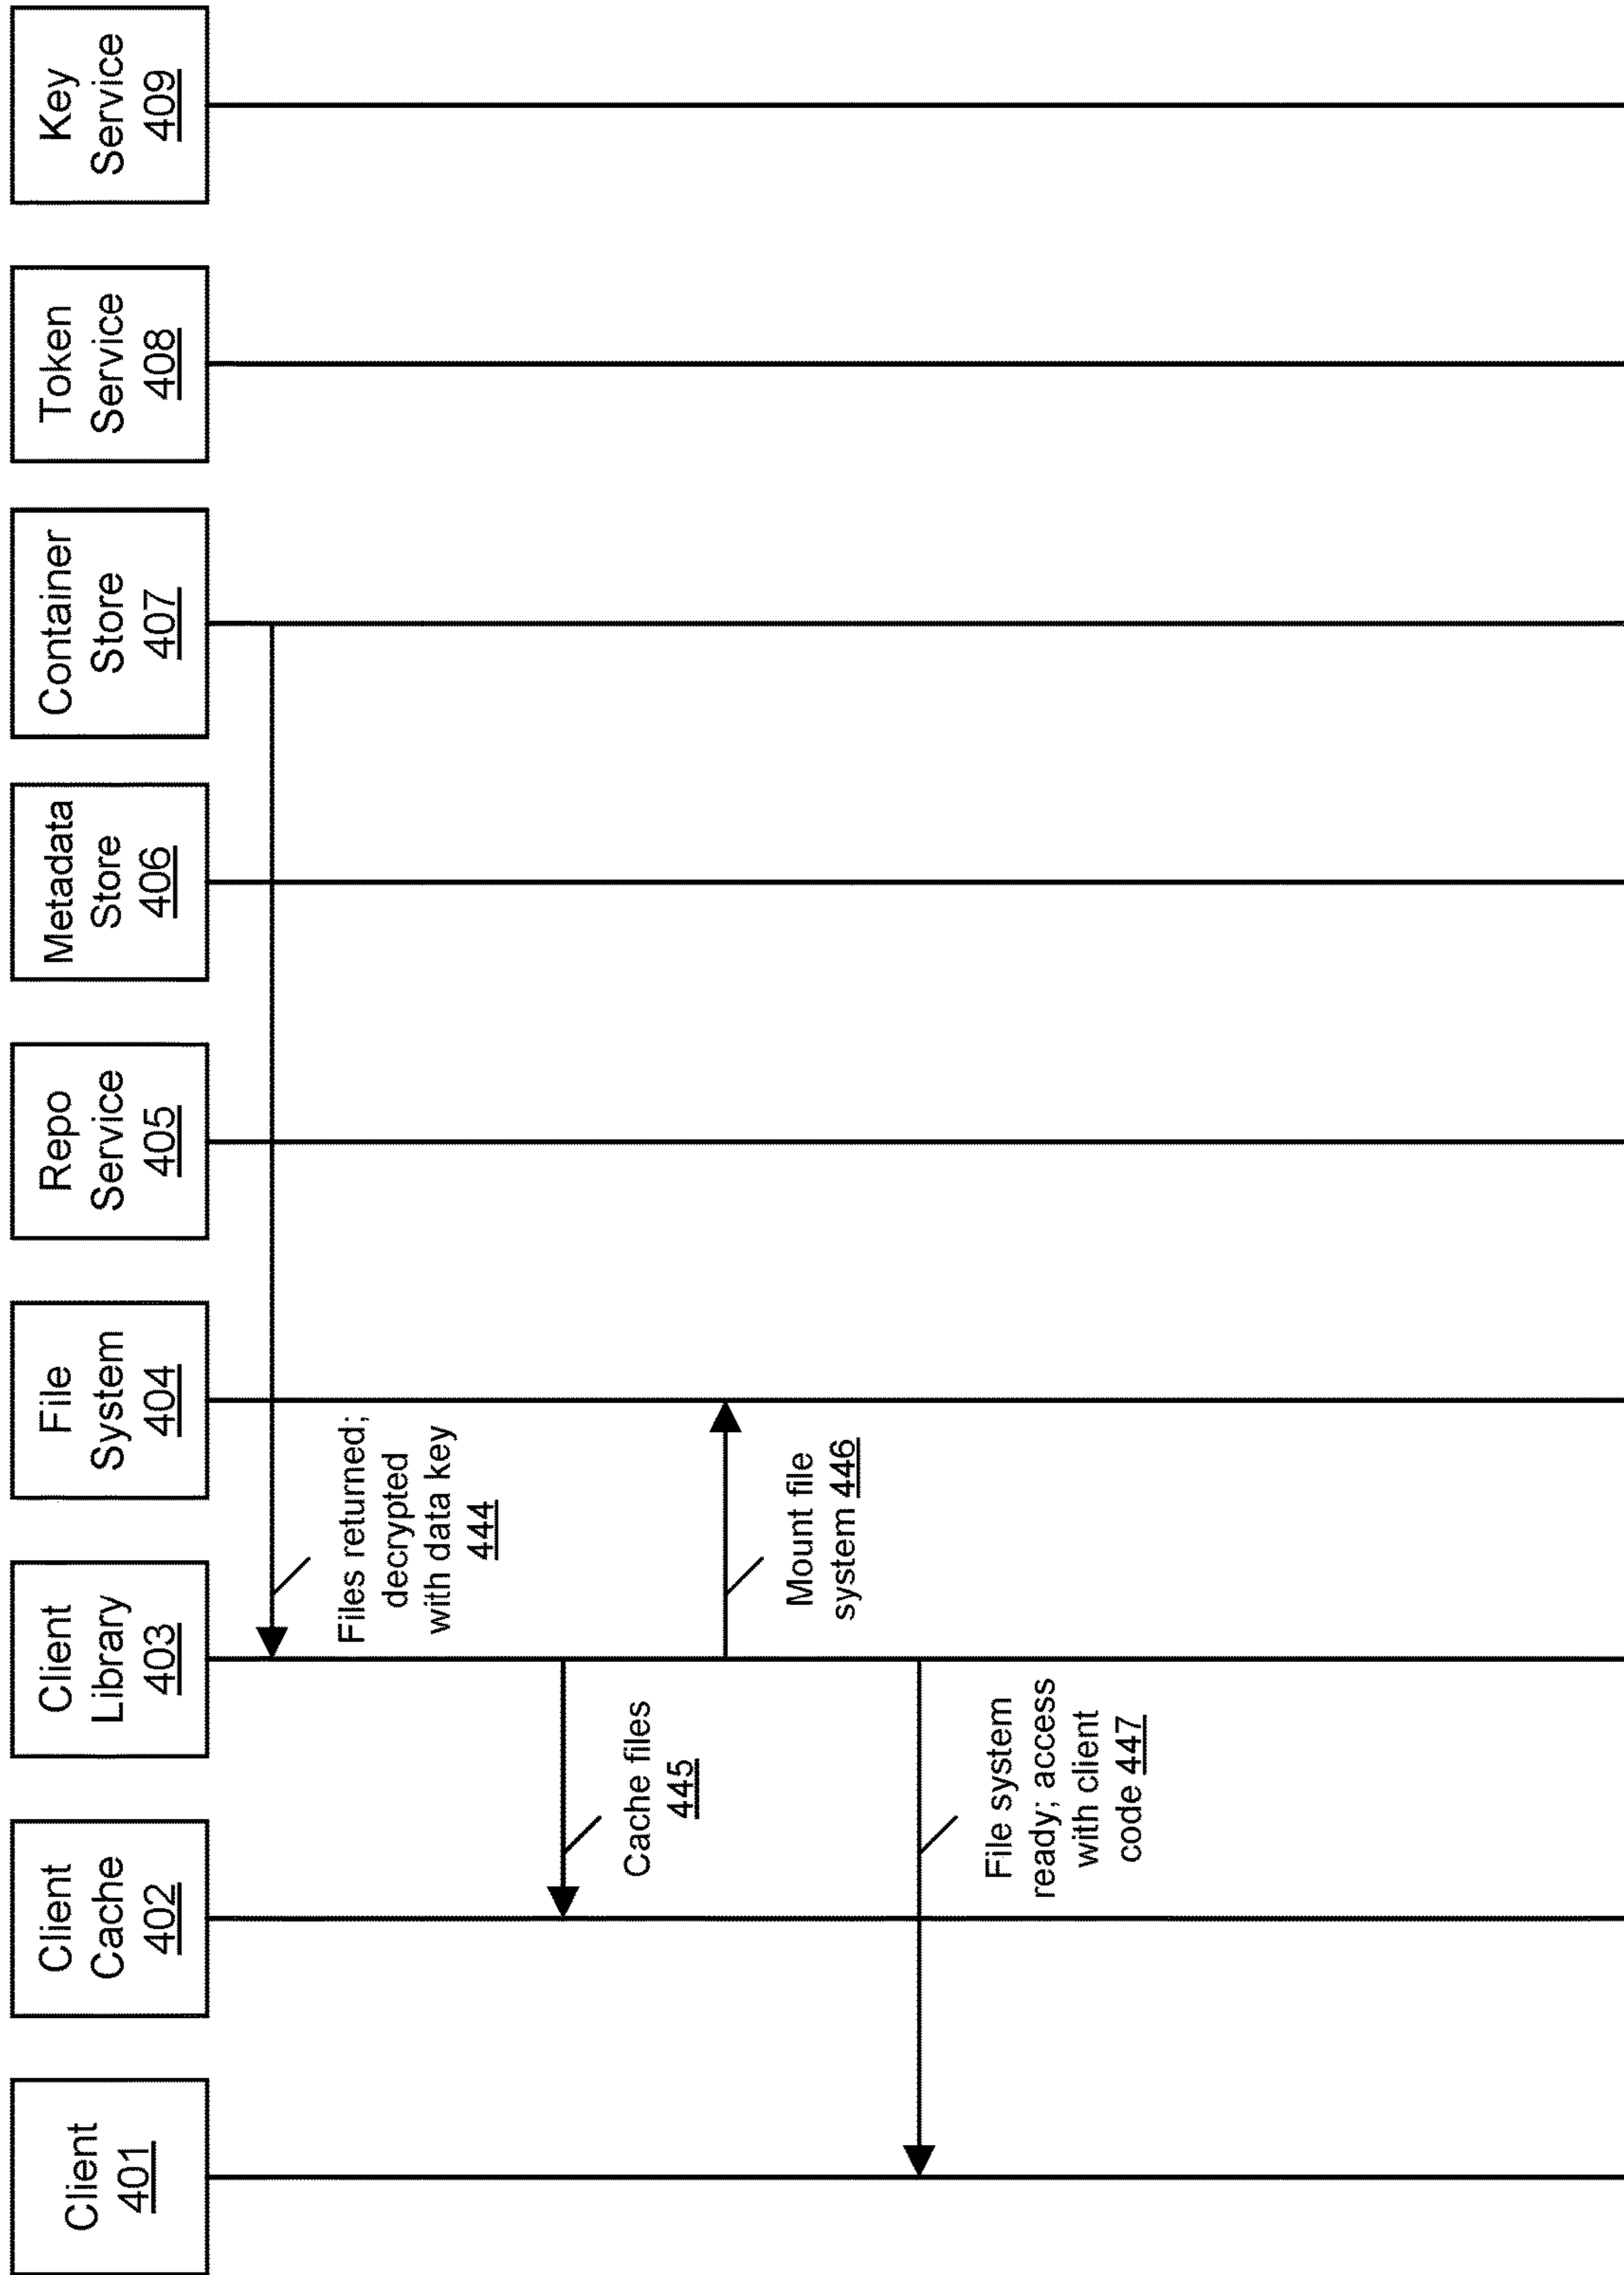 Client
401
Client
Cache
402
Client
Library
403
File
System
404
Repo
Service
405
Metadata
Store
406
Container
Store
407
Token
Service
408
Key
Service
409
Files returned;
decrypted
with data key
444
Cache files
445
Mount file
system 446
File system
ready; access
with client
code 447